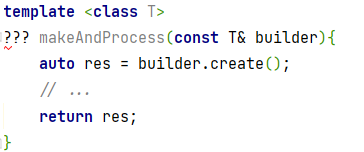 template <class T>
??? makeAndProcess(const T& builder){
    auto res = builder.create();
    // ...
    return res;
}